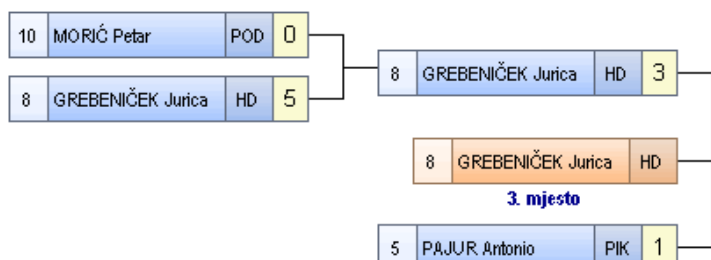 10 MORIĆ Petar POD 0
8 GREBENIČEK Jurica HD 5
8 GREBENIČEK Jurica HD 3
8 GREBENIČEK Jurica HD
3. mjesto
5 PAJUR Antonio PIK 1